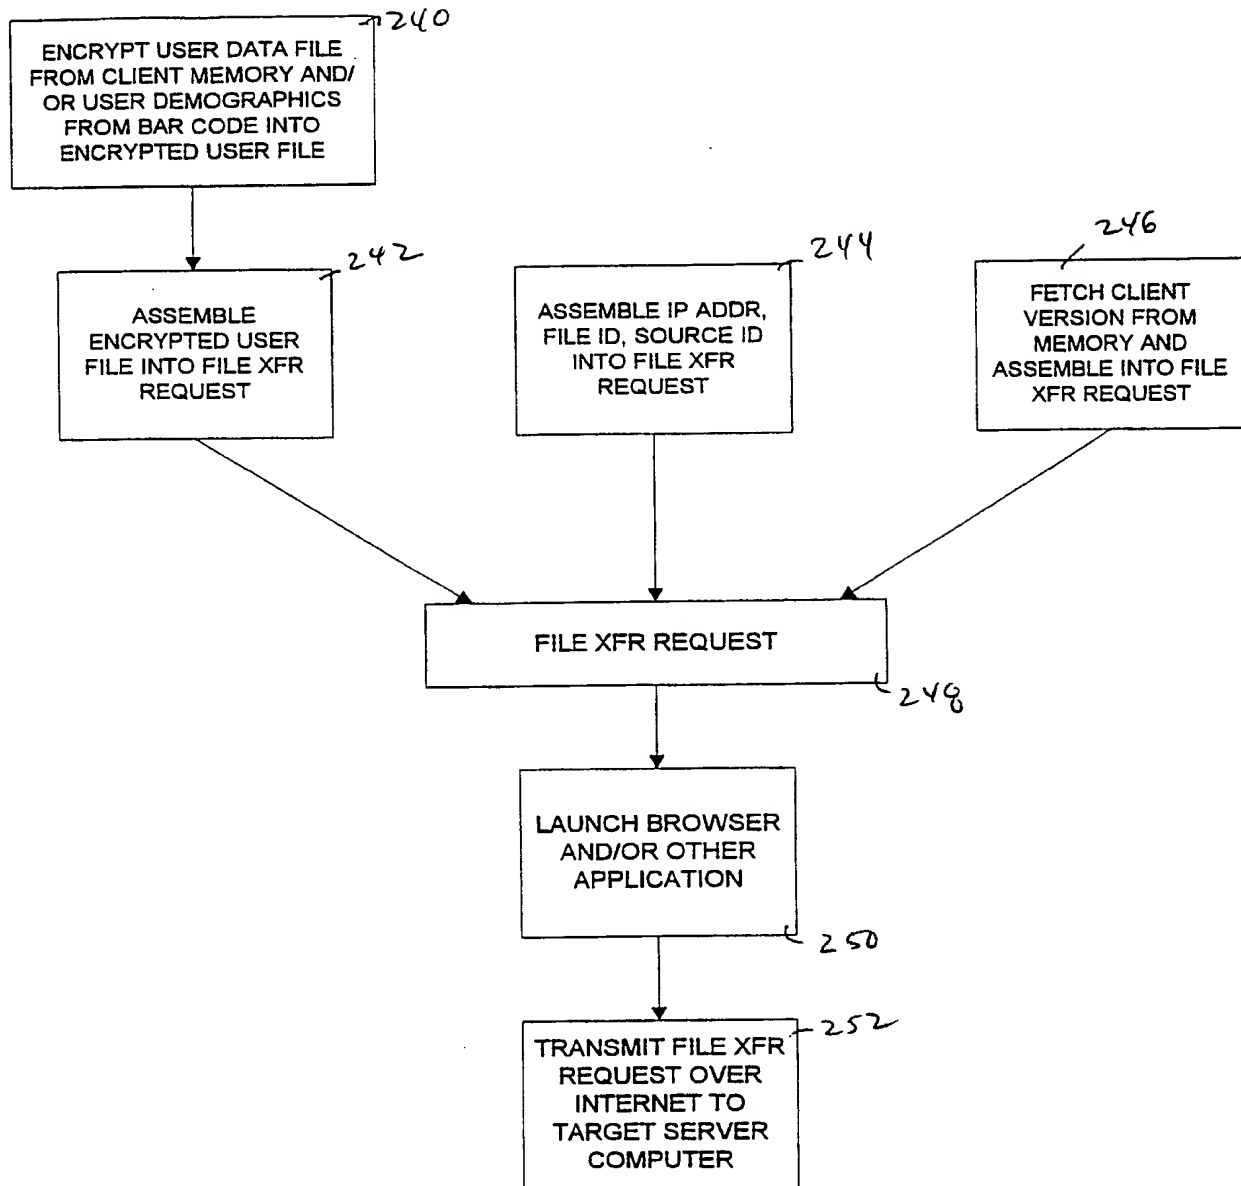 240
ENCRYPT USER DATA FILE
FROM CLIENT MEMORY AND/
OR USER DEMOGRAPHICS
FROM BAR CODE INTO
ENCRYPTED USER FILE
242
ASSEMBLE
ENCRYPTED USER
FILE INTO FILE XFR
REQUEST
244
ASSEMBLE IP ADDR,
FILE ID, SOURCE ID
INTO FILE XFR
REQUEST
246
FETCH CLIENT
VERSION FROM
MEMORY AND
ASSEMBLE INTO FILE
XFR REQUEST
FILE XFR REQUEST
248
LAUNCH BROWSER
AND/OR OTHER
APPLICATION
250
252
TRANSMIT FILE XFR
REQUEST OVER
INTERNET TO
TARGET SERVER
COMPUTER